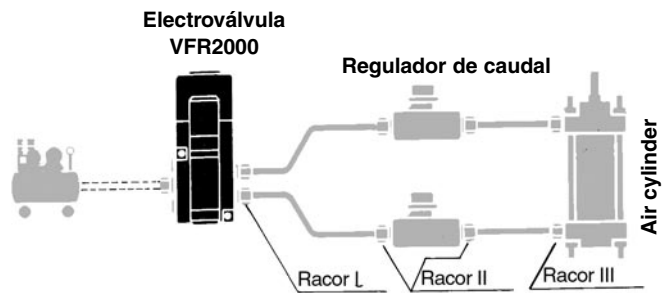 Electroválvula
VFR2000
Regulador de caudal
Air cylinder
Racor I
Racor II
Racor III